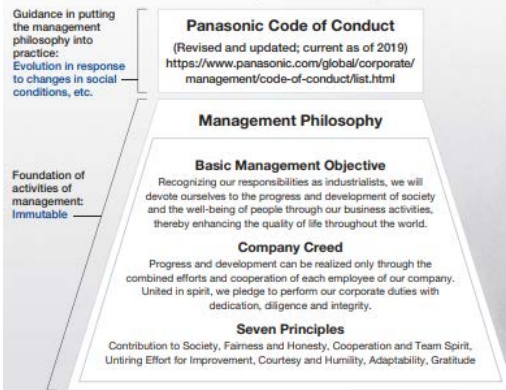 Guidance in putting
the management
philosophy into
practice:
Evolution in response
to changes in social
conditions, etc.
Panasonic Code of Conduct
(Revised and updated; current as of 2019)
https://www.panasonic.com/global/corporate/
management/code-of-conduct/list.html
Management Philosophy
Foundation of
activities of
management:
Immutable
Basic Management Objective
Recognizing our responsibilities as industrialists, we will
devote ourselves to the progress and development of society
and the well-being of people through our business activities,
thereby enhancing the quality of life throughout the world.
Company Creed
Progress and development can be realized only through the
combined efforts and cooperation of each employee of our company.
United in spirit, we pledge to perform our corporate duties with
dedication, diligence and integrity.
Seven Principles
Contribution to Society, Fairness and Honesty, Cooperation and Team Spirit,
Untiring Effort for Improvement, Courtesy and Humility, Adaptability, Gratitude